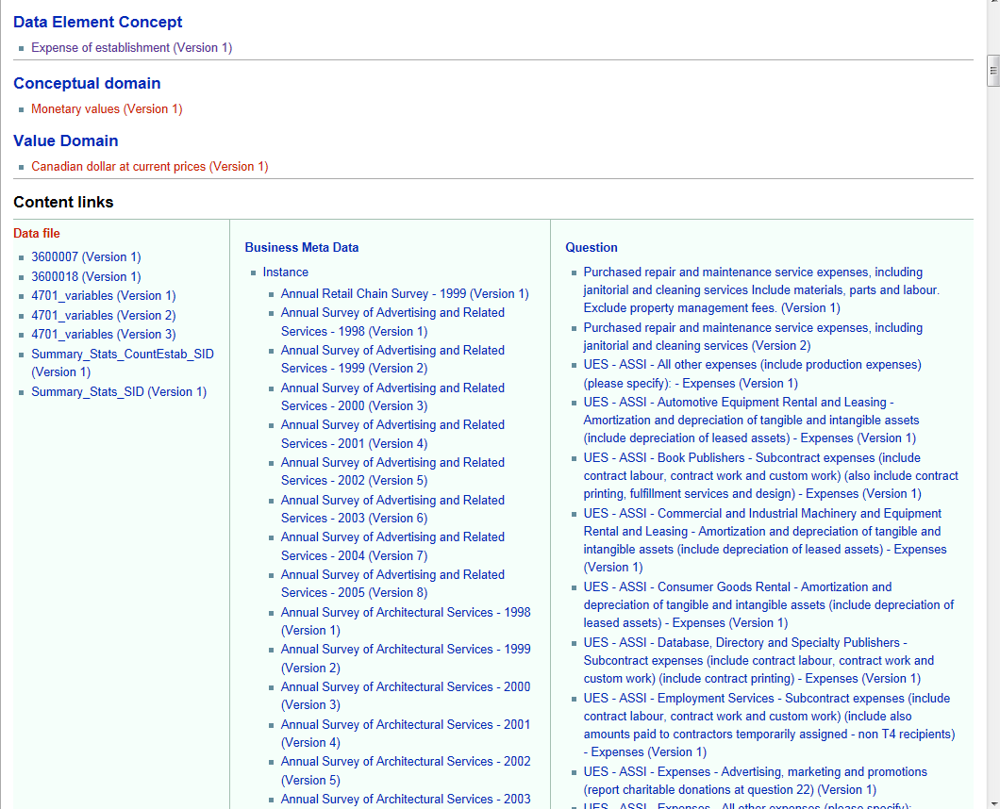 Data Element Concept
Expense of establishment (Version 1)
Conceptual domain
Monetary values (Version 1)
Value Domain
Canadian dollar at current prices (Version 1)
Content links
Data file
3600007 (Version 1)
3600018 (Version 1)
4701_variables (Version 1)
4701_variables (Version 2)
4701_variables (Version 3)
Summary_Stats_CountEstab_SID
(Version 1)
Summary_Stats_SID (Version 1)
Business Meta Data
Instance
Annual Retail Chain Survey - 1999 (Version 1)
Annual Survey of Advertising and Related
Services - 1998 (Version 1)
Annual Survey of Advertising and Related
Services - 1999 (Version 2)
Annual Survey of Advertising and Related
Services - 2000 (Version 3)
Annual Survey of Advertising and Related
Services - 2001 (Version 4)
Annual Survey of Advertising and Related
Services - 2002 (Version 5)
Annual Survey of Advertising and Related
Services - 2003 (Version 6)
Annual Survey of Advertising and Related
Services - 2004 (Version 7)
Annual Survey of Advertising and Related
Services - 2005 (Version 8)
Annual Survey of Architectural Services - 1998
(Version 1)
Annual Survey of Architectural Services - 1999
(Version 2)
Annual Survey of Architectural Services - 2000
(Version 3)
Annual Survey of Architectural Services - 2001
(Version 4)
Annual Survey of Architectural Services - 2002
(Version 5)
Annual Survey of Architectural Services - 2003
Question
Purchased repair and maintenance service expenses, including
janitorial and cleaning services Include materials, parts and labour.
Exclude property management fees. (Version 1)
Purchased repair and maintenance service expenses, including
janitorial and cleaning services (Version 2)
UES - ASSI - All other expenses (include production expenses)
(please specify): - Expenses (Version 1)
UES - ASSI - Automotive Equipment Rental and Leasing -
Amortization and depreciation of tangible and intangible assets
(include depreciation of leased assets) - Expenses (Version 1)
UES - ASSI - Book Publishers - Subcontract expenses (include
contract labour, contract work and custom work) (also include contract
printing, fulfillment services and design) - Expenses (Version 1)
UES - ASSI - Commercial and Industrial Machinery and Equipment
Rental and Leasing - Amortization and depreciation of tangible and
intangible assets (include depreciation of leased assets) - Expenses
(Version 1)
UES - ASSI - Consumer Goods Rental - Amortization and
depreciation of tangible and intangible assets (include depreciation of
leased assets) - Expenses (Version 1)
UES - ASSI - Database, Directory and Specialty Publishers -
Subcontract expenses (include contract labour, contract work and
custom work) (include contract printing) - Expenses (Version 1)
UES - ASSI - Employment Services - Subcontract expenses (include
contract labour, contract work and custom work) (include also
amounts paid to contractors temporarily assigned - non T4 recipients)
- Expenses (Version 1)
UES - ASSI - Expenses - Advertising, marketing and promotions
(report charitable donations at question 22) (Version 1)
UES - ASSI - Expenses - All other expenses (please specify):